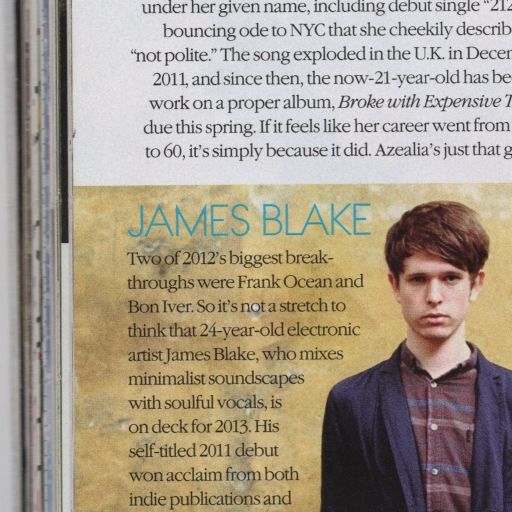 under her given name, including debut single "212
bouncing ode to NYC that she cheekily describ
"not polite." The song exploded in the U.K. in Decem
2011, and since then, the now-21-year-old has be
work on a proper album, Broke with Expensive T
due this spring. If it feels like her career went from
to 60, it's simply because it did. Azealia's just that g
JAMES BLAKE
Two of 2012's biggest break-
throughs were Frank Ocean and
Bon Iver. So it's not a stretch to
think that 24-year-old electronic
artist James Blake, who mixes
minimalist soundscapes
with soulful vocals, is
on deck for 2013. His
self-titled 2011 debut
won acclaim from both
indie publications and